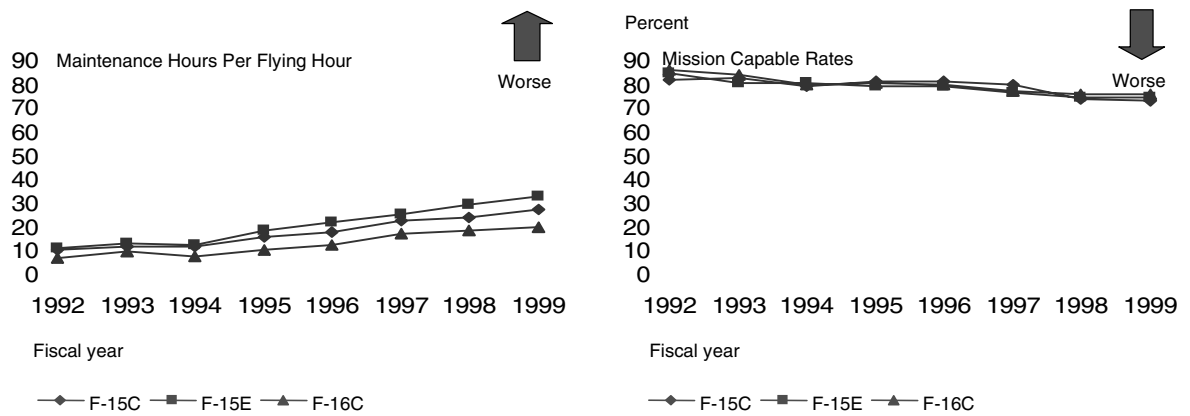 Worse
Maintenance Hours Per Flying Hour
90
80
70
60
50
40
30
20
10
0
1992 1993 1994 1995 1996 1997 1998 1999
Fiscal year
F-15C F-15E F-16C
Percent
Mission Capable Rates
Worse
90
80
70
60
50
40
30
20
10
0
1992 1993 1994 1995 1996 1997 1998 1999
Fiscal year
F-15C F-15E F-16C